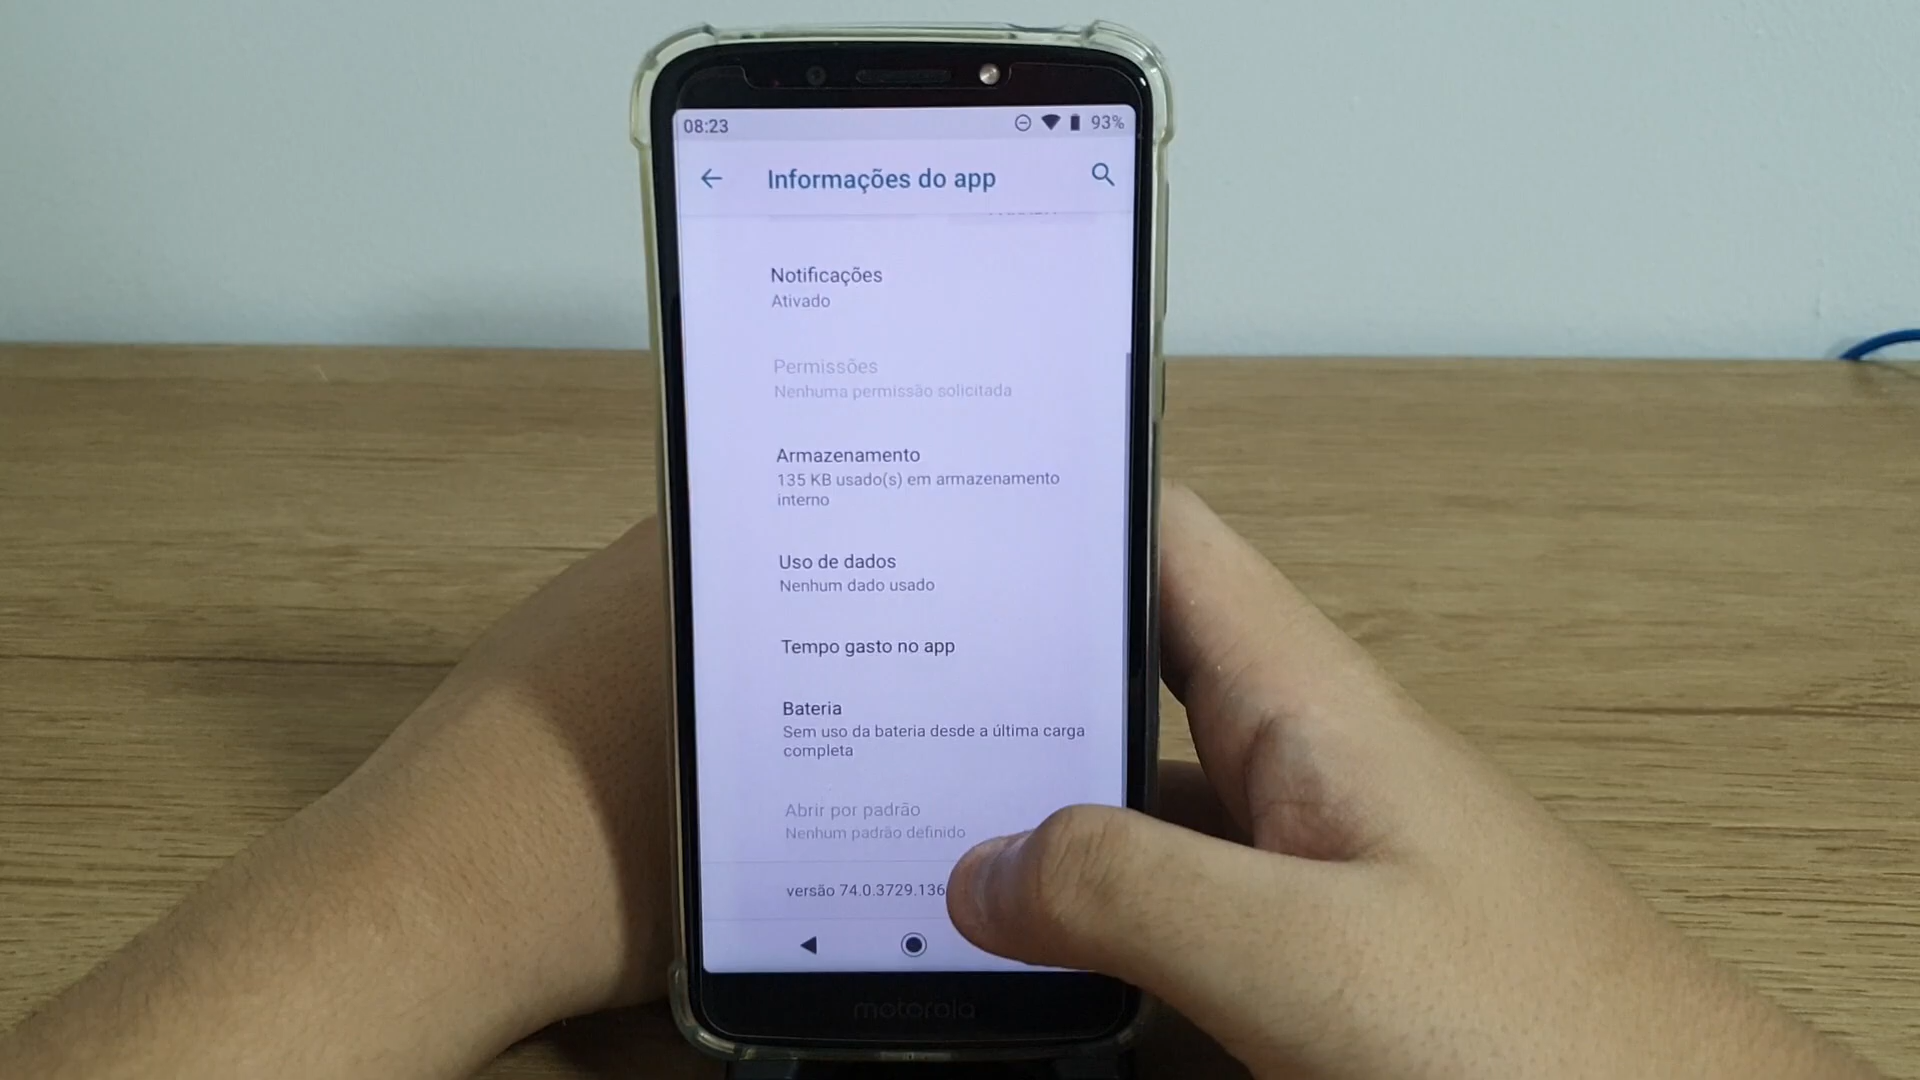 08:23
93%
Informações do app
Notificações
Ativado
Permissões
Nenhuma permissão solicitada
Armazenamento
135 KB usado(s) em armazenamento
interno
Uso de dados
Nenhum dado usado
Tempo gasto no app
Bateria
Sem uso da bateria desde a última carga
completa
Abrir por padrão
Nenhum padrão definido
versão 74.0.3729.136
motorola